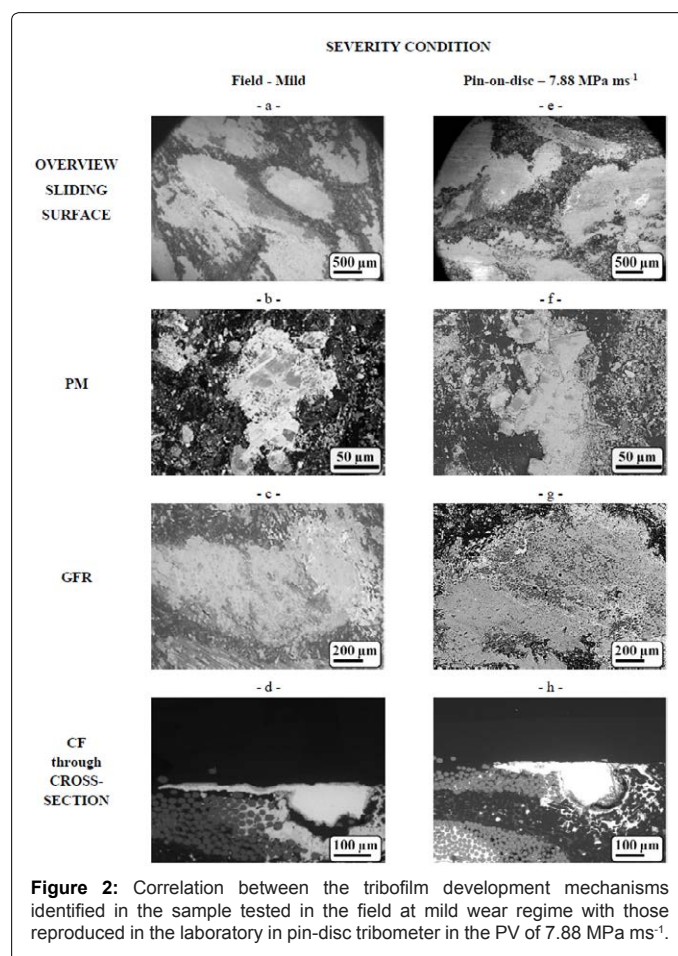 SEVERITY CONDITION
Field - Mild
Pin-on-disc – 7.88 MPa ms⁻¹
- a -
- e -
OVERVIEW
SLIDING
SURFACE
500 µm
500 µm
- b -
- f -
PM
50 µm
50 µm
- c -
- g -
GFR
200 µm
200 µm
- d -
- h -
CF
through
CROSS-
SECTION
100 µm
100 µm
Figure 2: Correlation between the tribofilm development mechanisms
identified in the sample tested in the field at mild wear regime with those
reproduced in the laboratory in pin-disc tribometer in the PV of 7.88 MPa ms⁻¹.